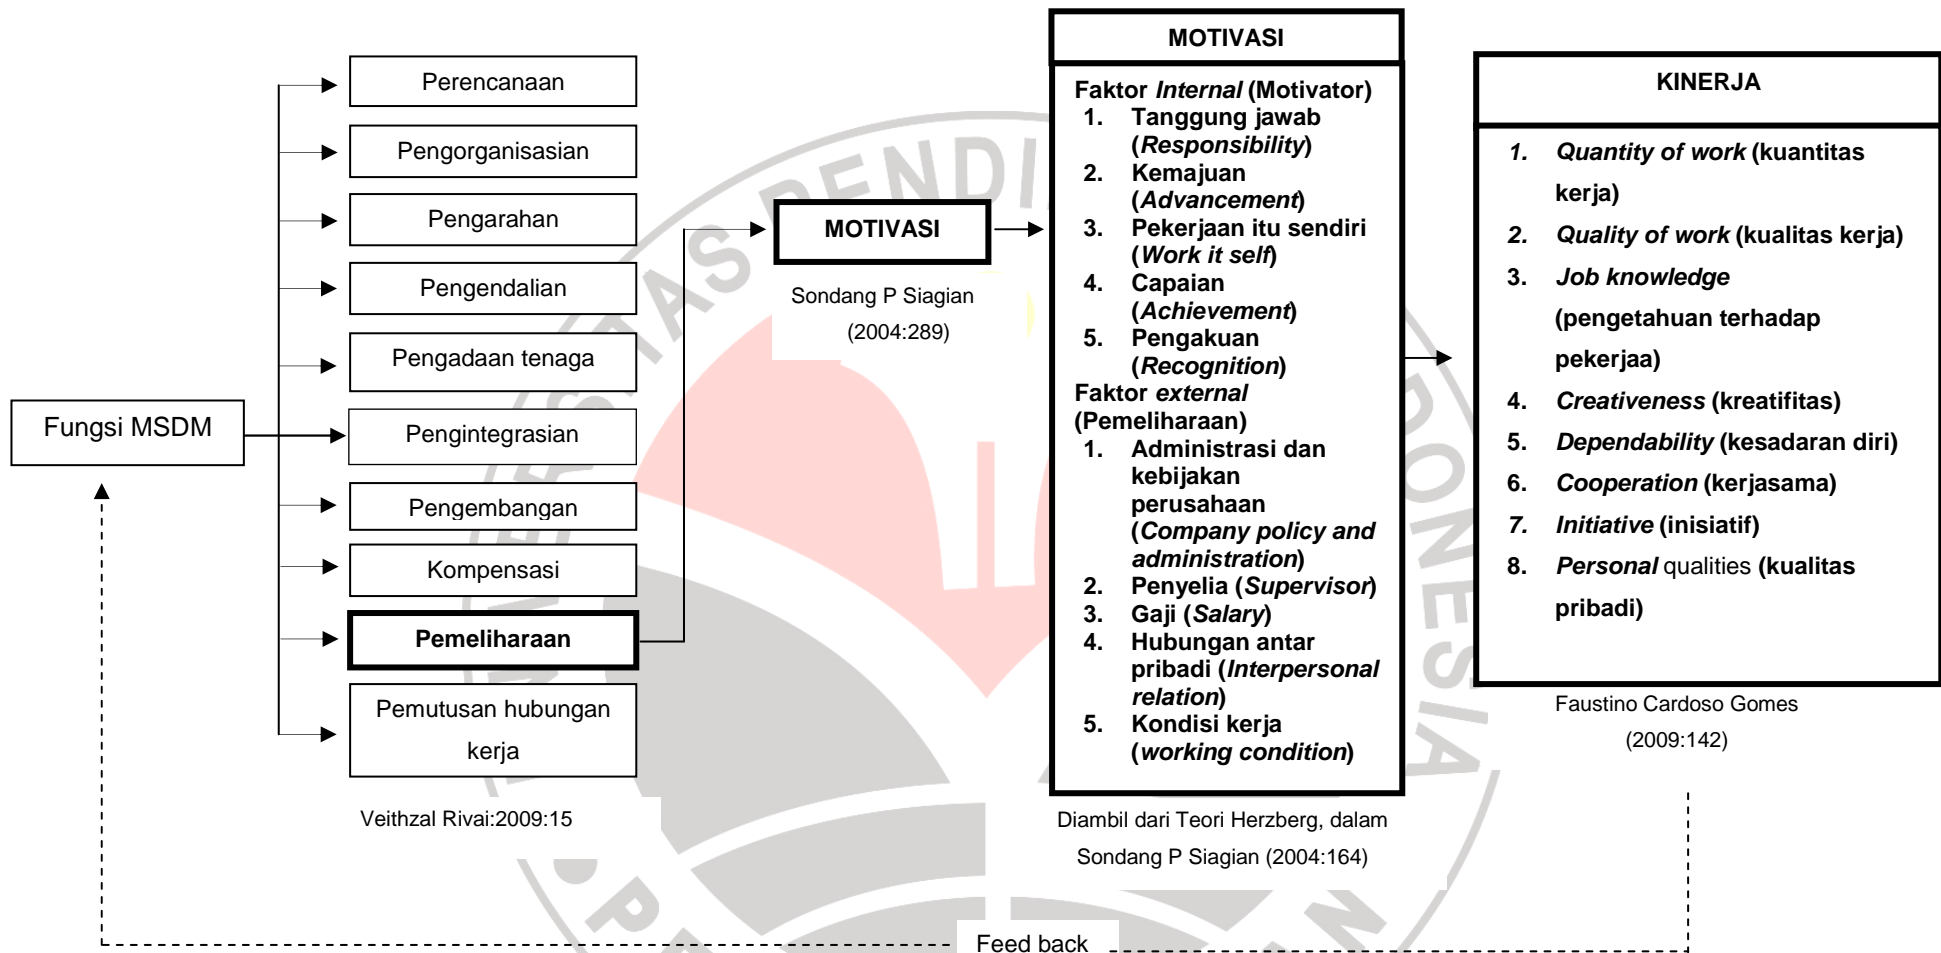 Fungsi MSDM
Perencanaan
Pengorganisasian
Pengarahan
Pengendalian
Pengadaan tenaga
Pengintegrasian
Pengembangan
Kompensasi
Pemeliharaan
Pemutusan hubungan
kerja
Veithzal Rivai:2009:15
MOTIVASI
Sondang P Siagian
(2004:289)
MOTIVASI
Faktor Internal (Motivator)
1. Tanggung jawab
(Responsibility)
2. Kemajuan
(Advancement)
3. Pekerjaan itu sendiri
(Work it self)
4. Capaian
(Achievement)
5. Pengakuan
(Recognition)
Faktor external
(Pemeliharaan)
1. Administrasi dan
kebijakan
perusahaan
(Company policy and
administration)
2. Penyelia (Supervisor)
3. Gaji (Salary)
4. Hubungan antar
pribadi (Interpersonal
relation)
5. Kondisi kerja
(working condition)
Diambil dari Teori Herzberg, dalam
Sondang P Siagian (2004:164)
KINERJA
1. Quantity of work (kuantitas
kerja)
2. Quality of work (kualitas kerja)
3. Job knowledge
(pengetahuan terhadap
pekerjaa)
4. Creativeness (kreatifitas)
5. Dependability (kesadaran diri)
6. Cooperation (kerjasama)
7. Initiative (inisiatif)
8. Personal qualities (kualitas
pribadi)
Faustino Cardoso Gomes
(2009:142)
Feed back